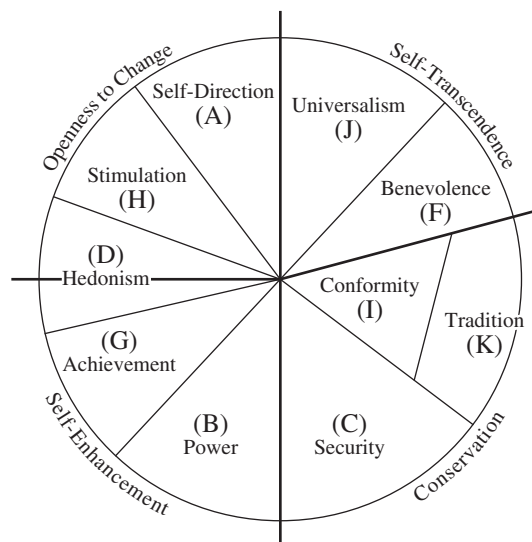 Openness to Change
Self-Transcendence
Self-Direction
(A)
Universalism
(J)
Stimulation
(H)
Benevolence
(F)
(D)
Hedonism
Conformity
(I)
Tradition
(K)
(G)
Achievement
(B)
Power
(C)
Security
Self-Enhancement
Conservation